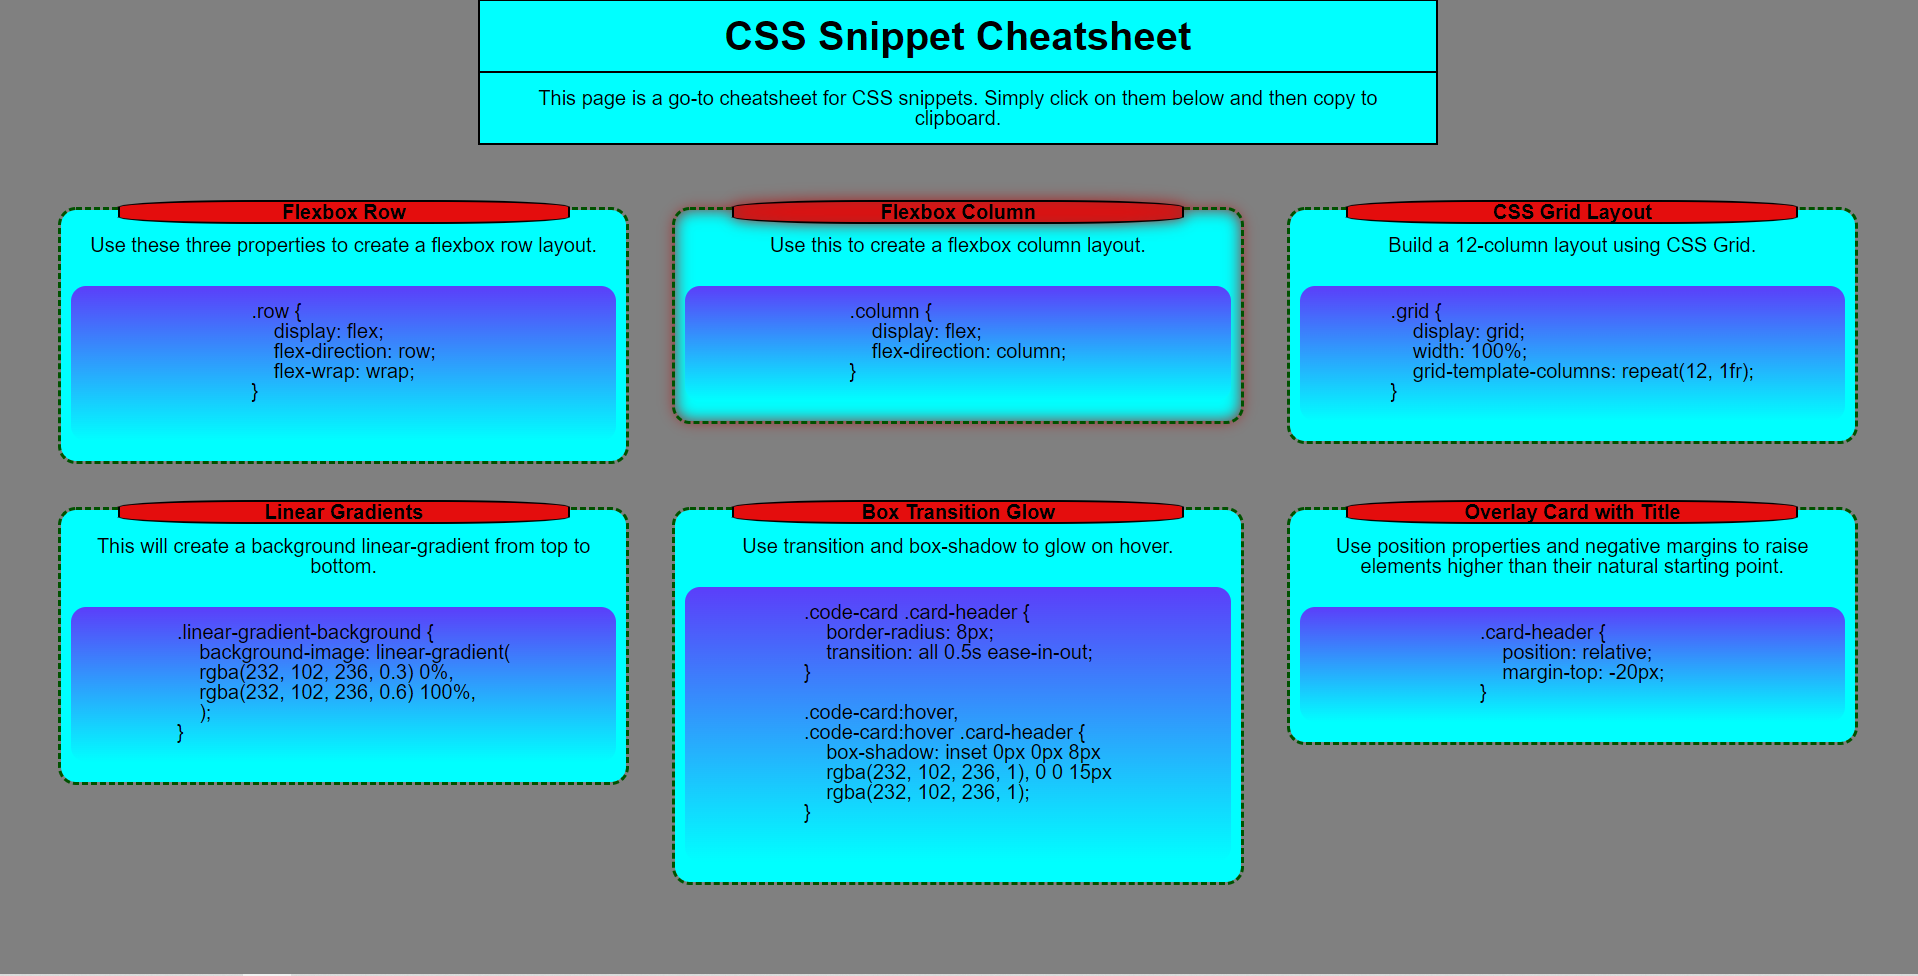 CSS Snippet Cheatsheet
This page is a go-to cheatsheet for CSS snippets. Simply click on them below and then copy to
clipboard.
Flexbox Row
Use these three properties to create a flexbox row layout.
.row {
display: flex;
flex-direction: row;
flex-wrap: wrap;
}
Flexbox Column
Use this to create a flexbox column layout.
.column {
display: flex;
flex-direction: column;
}
CSS Grid Layout
Build a 12-column layout using CSS Grid.
.grid {
display: grid;
width: 100%;
grid-template-columns: repeat(12, 1fr);
}
Linear Gradients
This will create a background linear-gradient from top to
bottom.
.linear-gradient-background {
background-image: linear-gradient(
rgba(232, 102, 236, 0.3) 0%,
rgba(232, 102, 236, 0.6) 100%,
);
}
Box Transition Glow
Use transition and box-shadow to glow on hover.
.code-card .card-header {
border-radius: 8px;
transition: all 0.5s ease-in-out;
}
.code-card:hover,
.code-card:hover .card-header {
box-shadow: inset 0px 0px 8px
rgba(232, 102, 236, 1), 0 0 15px
rgba(232, 102, 236, 1);
}
Overlay Card with Title
Use position properties and negative margins to raise
elements higher than their natural starting point.
.card-header {
position: relative;
margin-top: -20px;
}